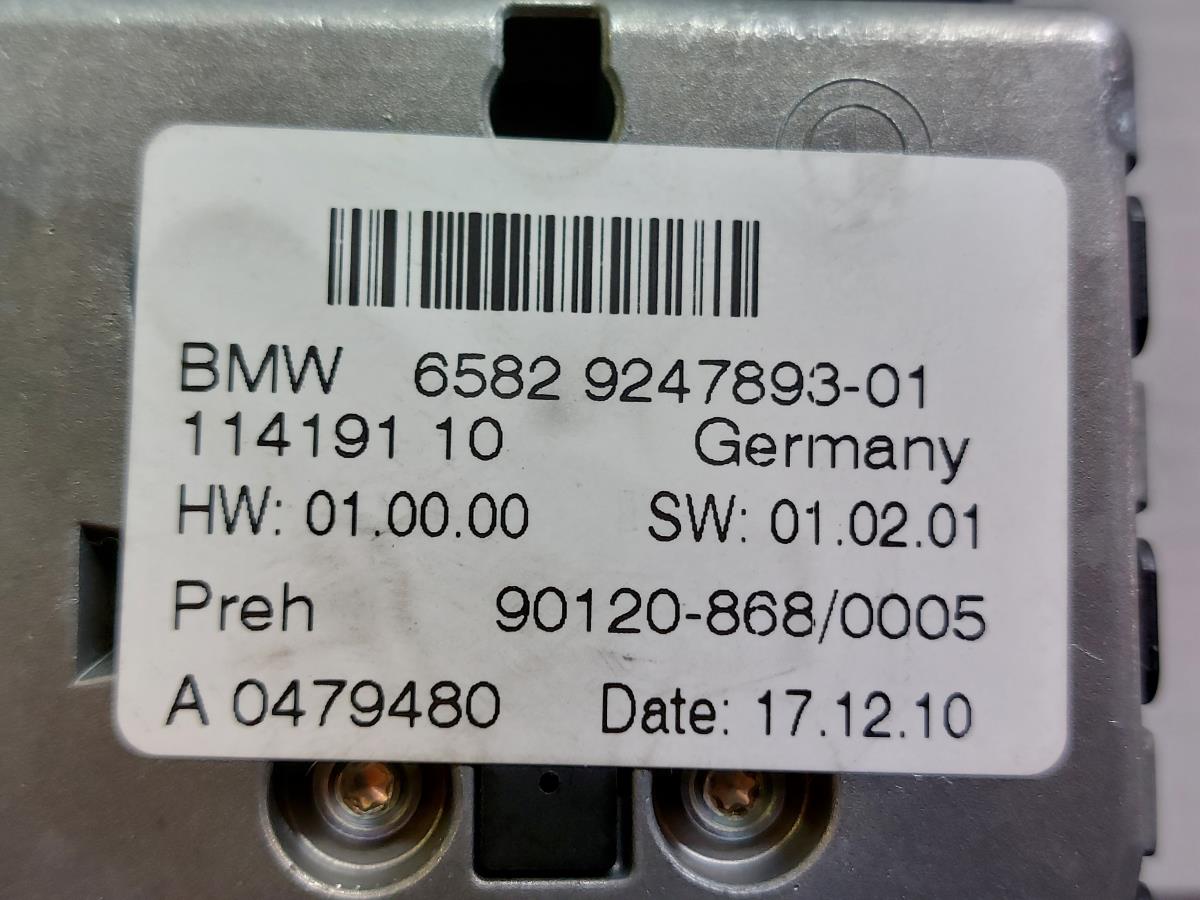 BMW 6582 9247893-01
114191 10 Germany
HW: 01.00.00 SW: 01.02.01
Preh 90120-868/0005
A 0479480 Date: 17.12.10